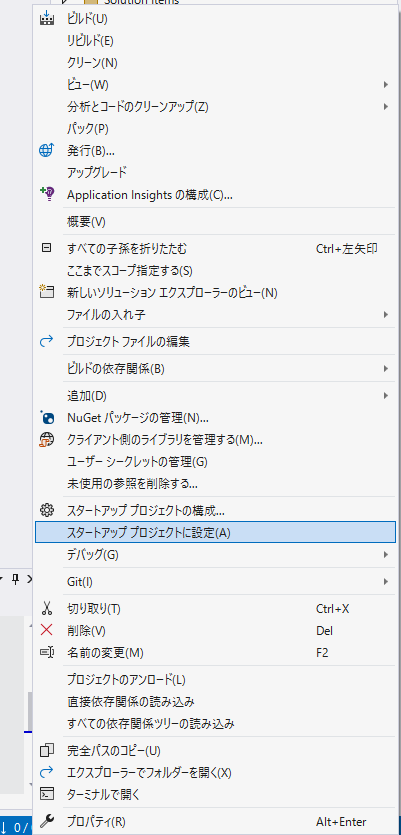 Solution Items
ビルド(U)
リビルド(E)
クリーン(N)
ビュー(W)
分析とコードのクリーンアップ(Z)
パック(P)
発行(B)...
アップグレード
Application Insights の構成(C)...
概要(V)
すべての子孫を折りたたむ Ctrl+左矢印
ここまでスコープ指定する(S)
新しいソリューション エクスプローラーのビュー(N)
ファイルの入れ子
プロジェクト ファイルの編集
ビルドの依存関係(B)
追加(D)
NuGet パッケージの管理(N)...
クライアント側のライブラリを管理する(M)...
ユーザー シークレットの管理(G)
未使用の参照を削除する...
スタートアップ プロジェクトの構成...
スタートアップ プロジェクトに設定(A)
デバッグ(G)
Git(I)
切り取り(T) Ctrl+X
削除(V) Del
名前の変更(M) F2
プロジェクトのアンロード(L)
直接依存関係の読み込み
すべての依存関係ツリーの読み込み
完全パスのコピー(U)
エクスプローラーでフォルダーを開く(X)
ターミナルで開く
プロパティ(R) Alt+Enter
↓ 0 /